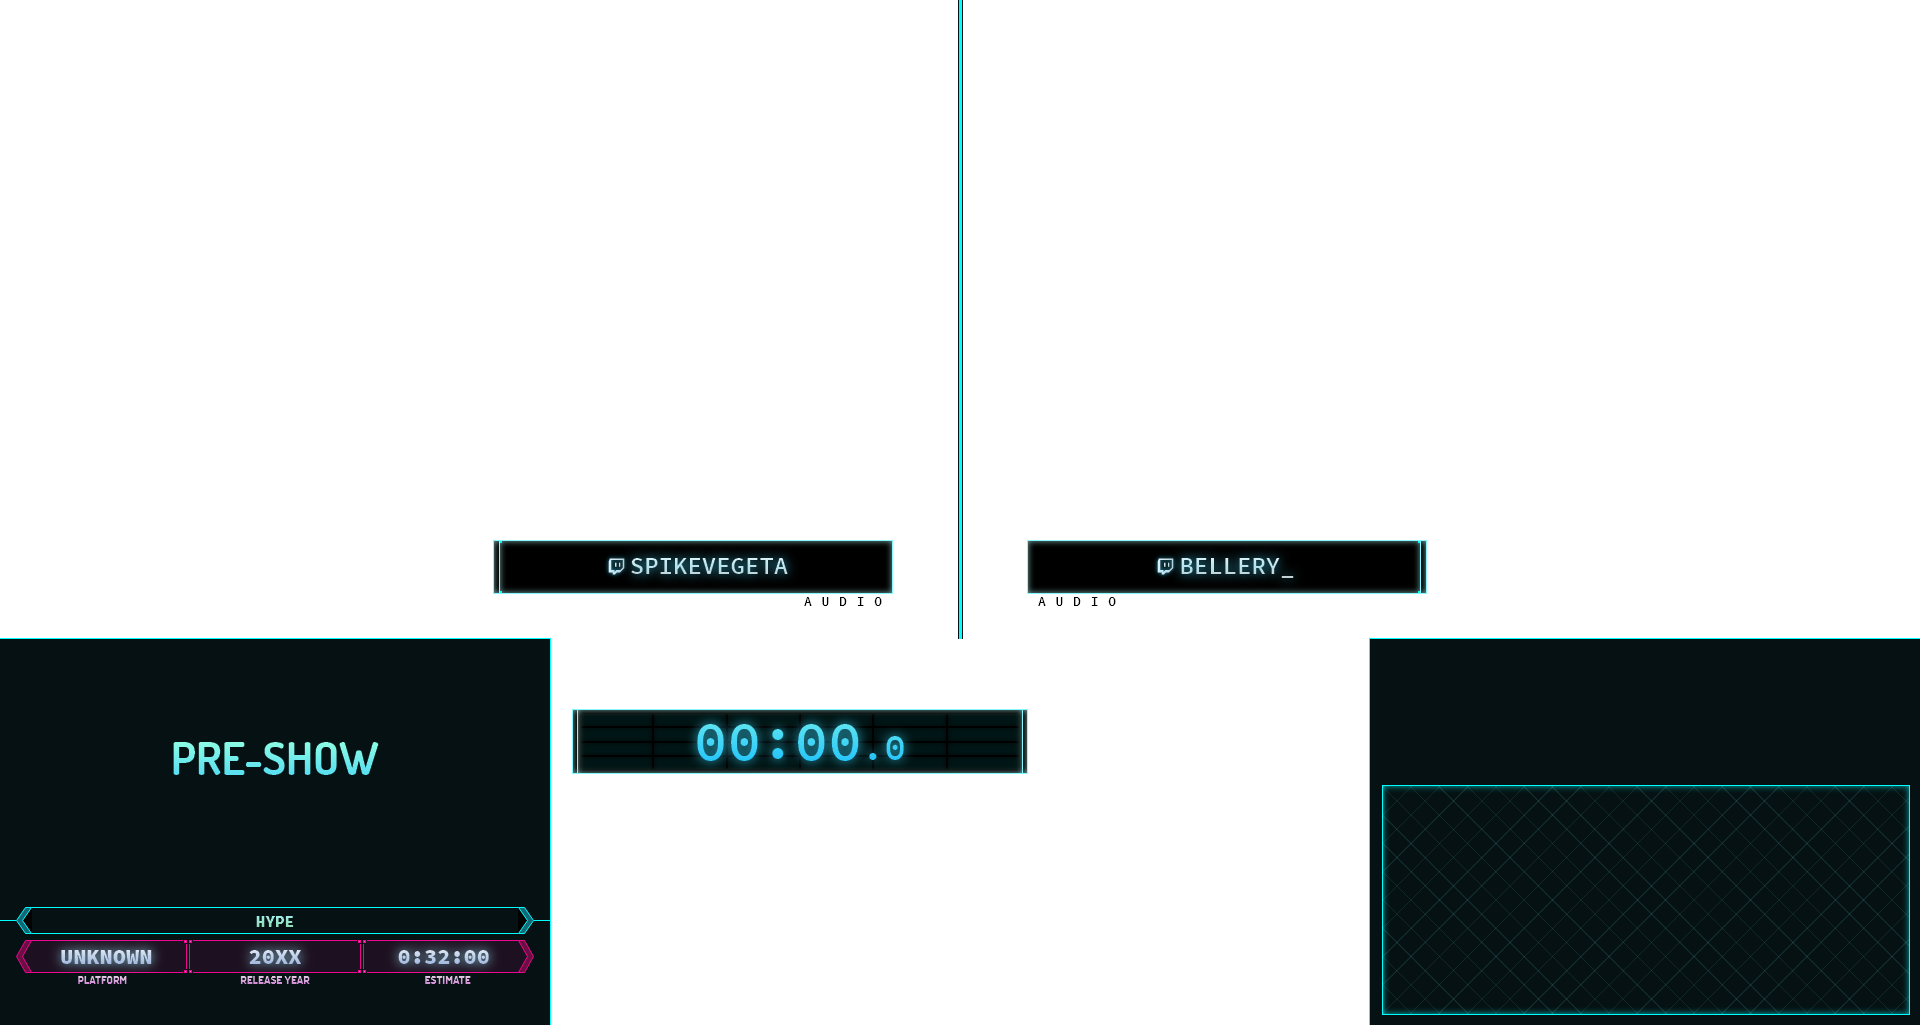 SPIKEVEGETA
BELLERY_
AUDIO
AUDIO
PRE-SHOW
00:00.0
HYPE
UNKNOWN
20XX
0:32:00
PLATFORM
RELEASE YEAR
ESTIMATE